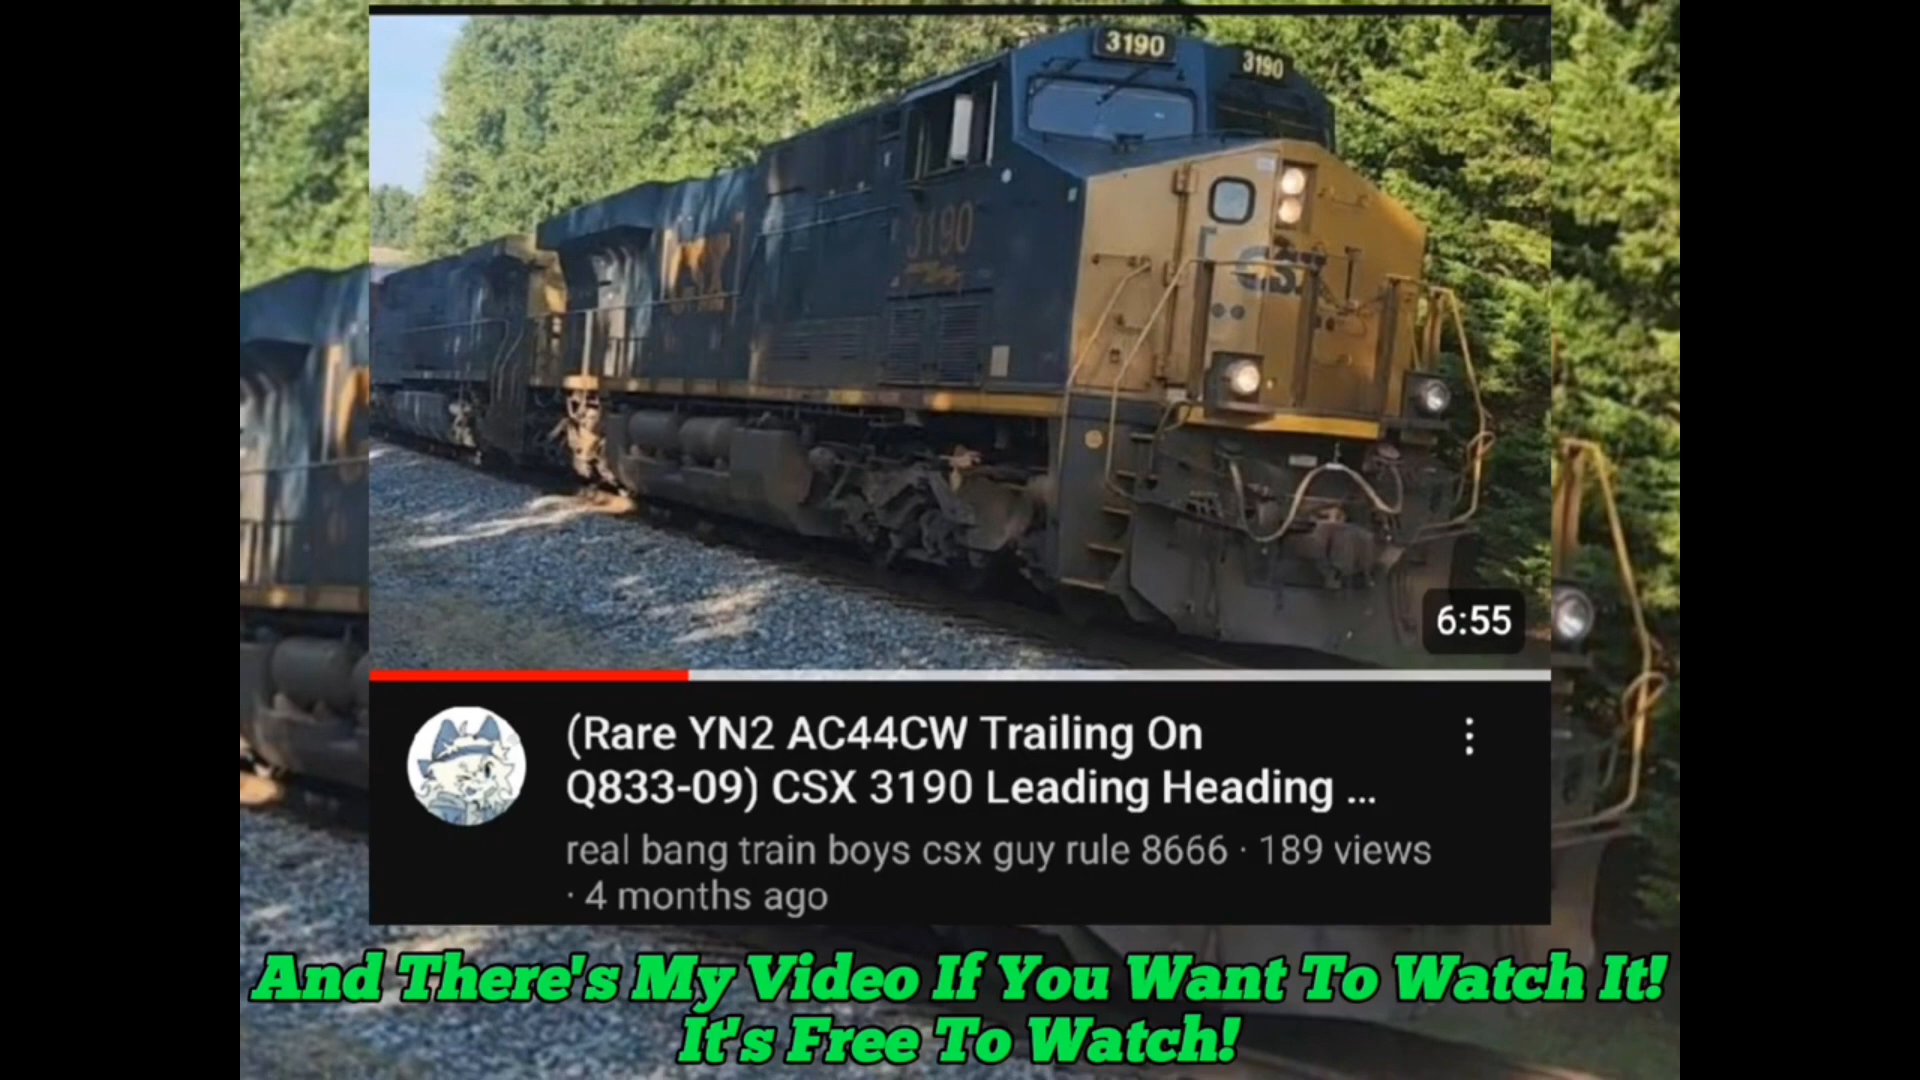 3190
3190
3190
CSX
CSX
6:55
(Rare YN2 AC44CW Trailing On
Q833-09) CSX 3190 Leading Heading ...
real bang train boys csx guy rule 8666 · 189 views
· 4 months ago
And There's My Video If You Want To Watch It!
It's Free To Watch!